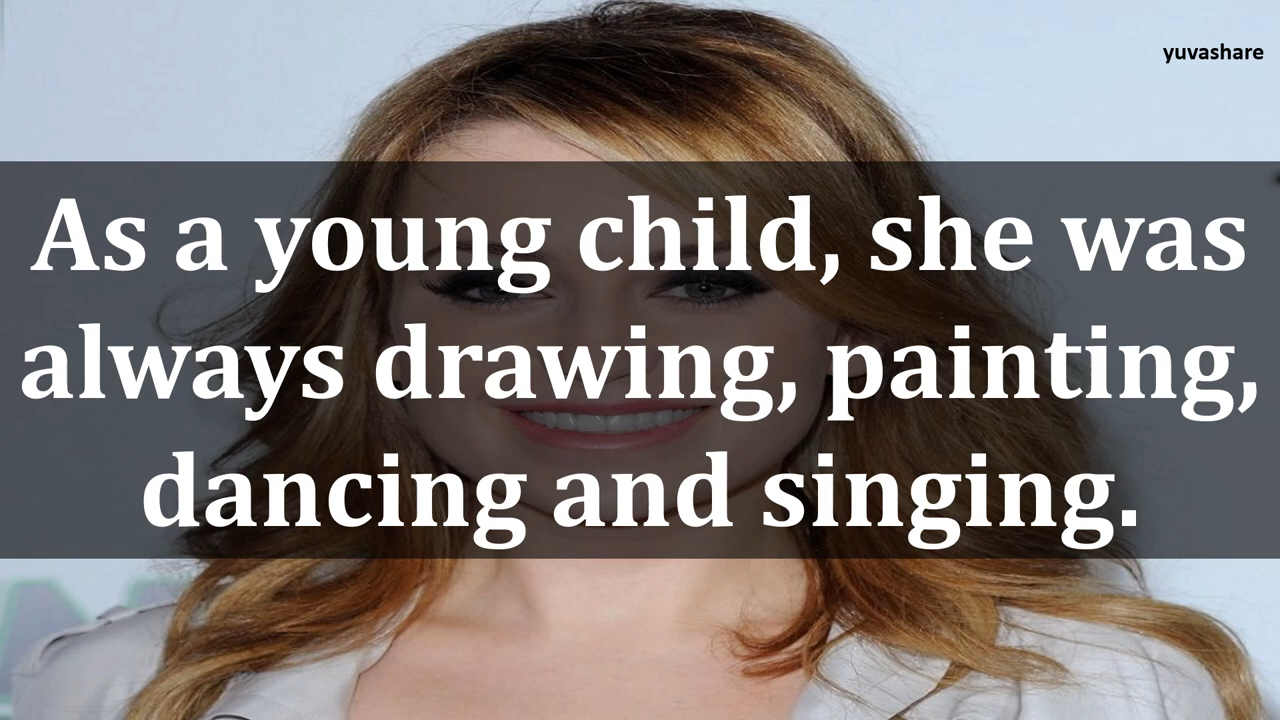 yuvashare
As a young child, she was
always drawing, painting,
dancing and singing.